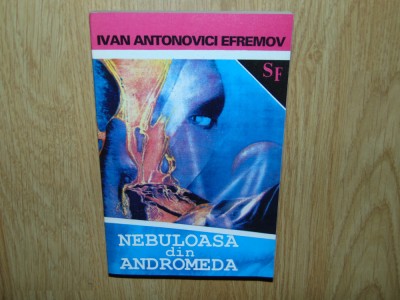 IVAN ANTONOVICI EFREMOV
SF
NEBULOASA
din
ANDROMEDA